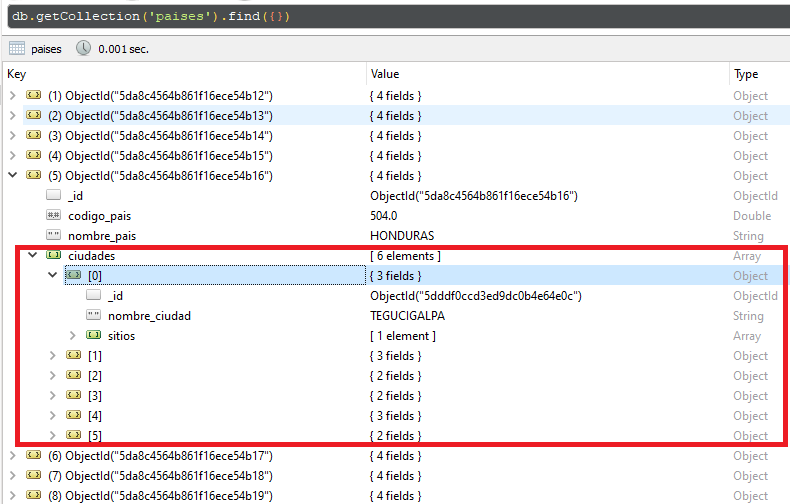 db.getCollection('paises').find({})
paises 0.001 sec.
Key Value Type
(1) ObjectId("5da8c4564b861f16ece54b12") { 4 fields } Object
(2) ObjectId("5da8c4564b861f16ece54b13") { 4 fields } Object
(3) ObjectId("5da8c4564b861f16ece54b14") { 4 fields } Object
(4) ObjectId("5da8c4564b861f16ece54b15") { 4 fields } Object
(5) ObjectId("5da8c4564b861f16ece54b16") { 4 fields } Object
_id ObjectId("5da8c4564b861f16ece54b16") ObjectId
codigo_pais 504.0 Double
nombre_pais HONDURAS String
ciudades [ 6 elements ] Array
[0] { 3 fields } Object
_id ObjectId("5dddf0ccd3ed9dc0b4e64e0c") ObjectId
nombre_ciudad TEGUCIGALPA String
sitios [ 1 element ] Array
[1] { 3 fields } Object
[2] { 2 fields } Object
[3] { 2 fields } Object
[4] { 3 fields } Object
[5] { 2 fields } Object
(6) ObjectId("5da8c4564b861f16ece54b17") { 4 fields } Object
(7) ObjectId("5da8c4564b861f16ece54b18") { 4 fields } Object
(8) ObjectId("5da8c4564b861f16ece54b19") { 4 fields } Object